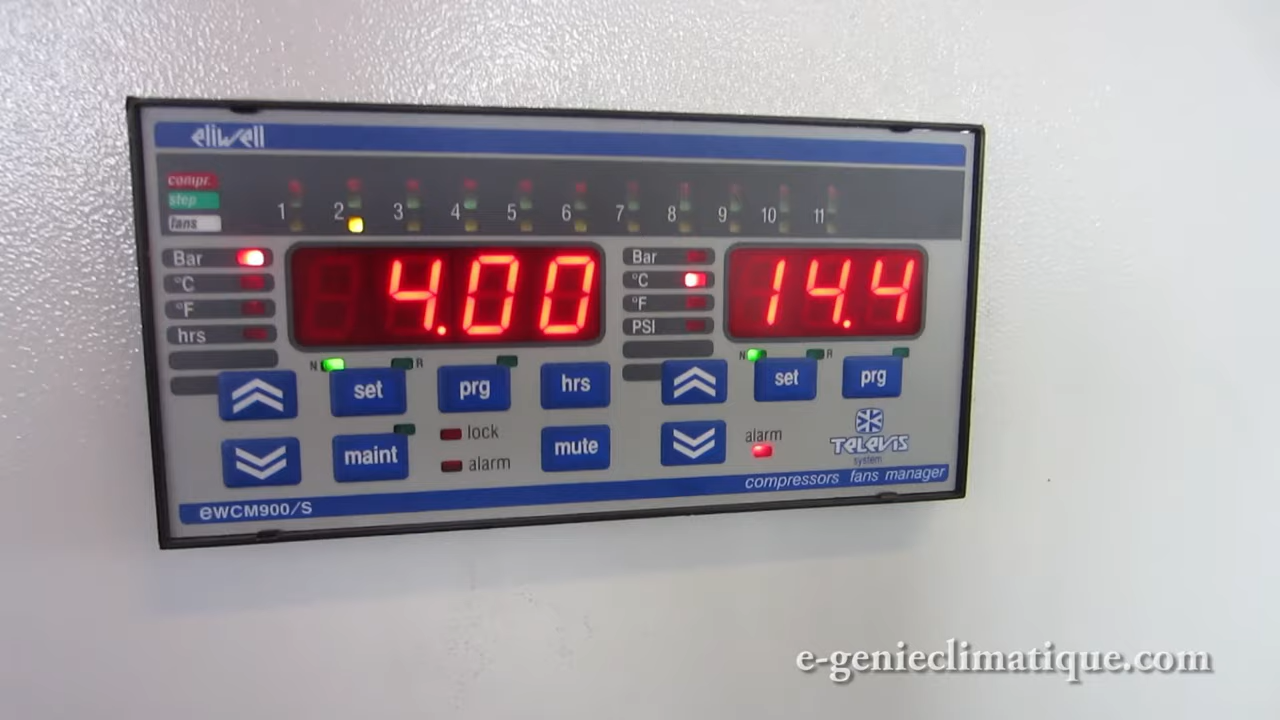 eliwell
compr.
step
fans
1 2 3 4 5 6 7 8 9 10 11
Bar
°C
°F
hrs
4.00
Bar
°C
°F
PSI
14.4
N R
set prg hrs
N R
set prg
maint
lock
alarm
mute
alarm
TELEVIS
system
compressors fans manager
eWCM900/S
e-genieclimatique.com